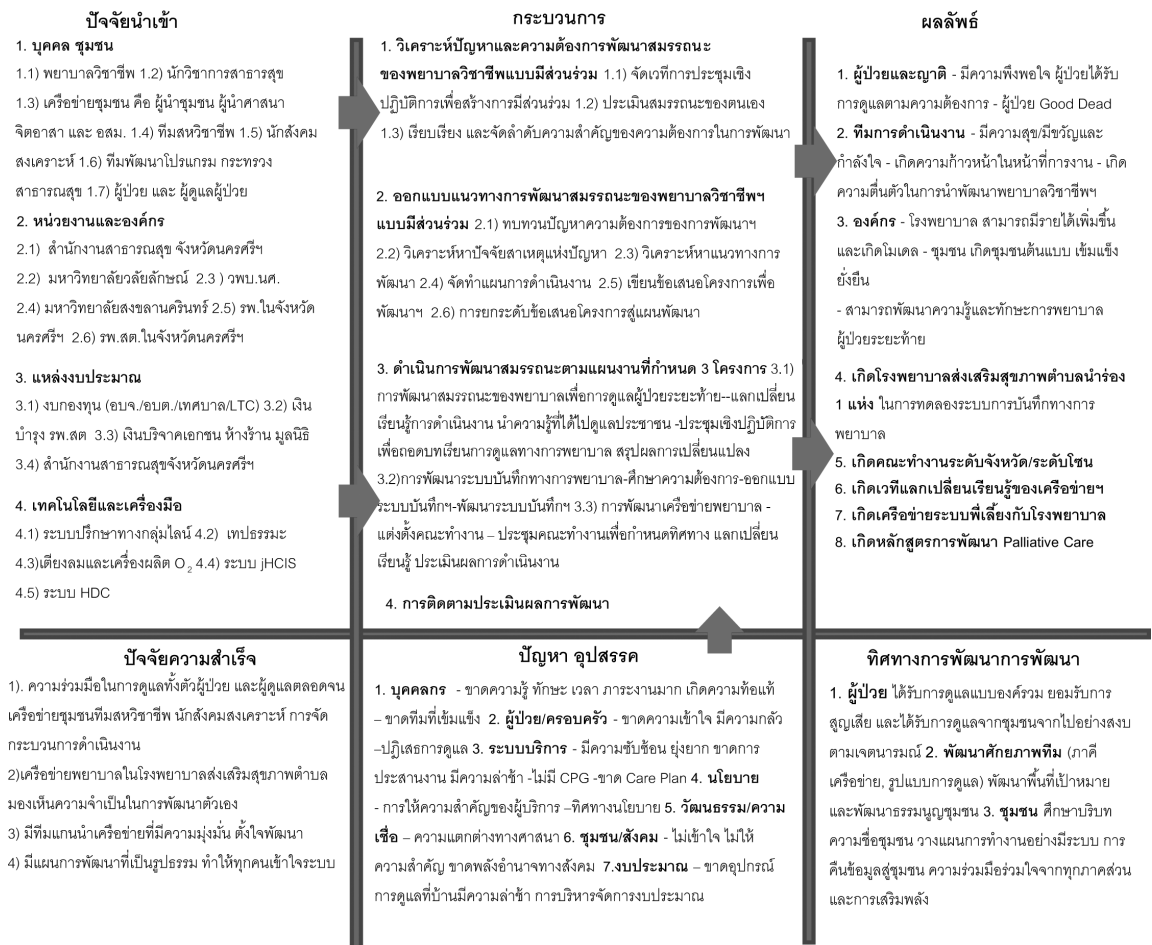 ปัจจัยนำเข้า
1. บุคคล ชุมชน
1.1) พยาบาลวิชาชีพ 1.2) นักวิชาการสาธารสุข
1.3) เครือข่ายชุมชน คือ ผู้นำชุมชน ผู้นำศาสนา
จิตอาสา และ อสม. 1.4) ทีมสหวิชาชีพ 1.5) นักสังคม
สงเคราะห์ 1.6) ทีมพัฒนาโปรแกรม กระทรวง
สาธารณสุข 1.7) ผู้ป่วย และ ผู้ดูแลผู้ป่วย
2. หน่วยงานและองค์กร
2.1) สำนักงานสาธารณสุข จังหวัดนครศรีฯ
2.2) มหาวิทยาลัยวลัยลักษณ์ 2.3 ) วพบ.นศ.
2.4) มหาวิทยาลัยสงขลานครินทร์ 2.5) รพ.ในจังหวัด
นครศรีฯ 2.6) รพ.สต.ในจังหวัดนครศรีฯ
3. แหล่งงบประมาณ
3.1) งบกองทุน (อบจ./อบต./เทศบาล/LTC) 3.2) เงิน
บำรุง รพ.สต 3.3) เงินบริจาคเอกชน ห้างร้าน มูลนิธิ
3.4) สำนักงานสาธารณสุขจังหวัดนครศรีฯ
4. เทคโนโลยีและเครื่องมือ
4.1) ระบบปรึกษาทางกลุ่มไลน์ 4.2) เทปธรรมะ
4.3)เตียงลมและเครื่องผลิต O2 4.4) ระบบ jHCIS
4.5) ระบบ HDC
กระบวนการ
1. วิเคราะห์ปัญหาและความต้องการพัฒนาสมรรถนะ
ของพยาบาลวิชาชีพแบบมีส่วนร่วม 1.1) จัดเวทีการประชุมเชิง
ปฏิบัติการเพื่อสร้างการมีส่วนร่วม 1.2) ประเมินสมรรถนะของตนเอง
1.3) เรียบเรียง และจัดลำดับความสำคัญของความต้องการในการพัฒนา
2. ออกแบบแนวทางการพัฒนาสมรรถนะของพยาบาลวิชาชีพฯ
แบบมีส่วนร่วม 2.1) ทบทวนปัญหาความต้องการของการพัฒนาฯ
2.2) วิเคราะห์หาปัจจัยสาเหตุแห่งปัญหา 2.3) วิเคราะห์หาแนวทางการ
พัฒนา 2.4) จัดทำแผนการดำเนินงาน 2.5) เขียนข้อเสนอโครงการเพื่อ
พัฒนาฯ 2.6) การยกระดับข้อเสนอโครงการสู่แผนพัฒนา
3. ดำเนินการพัฒนาสมรรถนะตามแผนงานที่กำหนด 3 โครงการ 3.1)
การพัฒนาสมรรถนะของพยาบาลเพื่อการดูแลผู้ป่วยระยะท้าย--แลกเปลี่ยน
เรียนรู้การดำเนินงาน นำความรู้ที่ได้ไปดูแลประชาชน -ประชุมเชิงปฏิบัติการ
เพื่อถอดบทเรียนการดูแลทางการพยาบาล สรุปผลการเปลี่ยนแปลง
3.2)การพัฒนาระบบบันทึกทางการพยาบาล-ศึกษาความต้องการ-ออกแบบ
ระบบบันทึกฯ-พัฒนาระบบบันทึกฯ 3.3) การพัฒนาเครือข่ายพยาบาล -
แต่งตั้งคณะทำงาน – ประชุมคณะทำงานเพื่อกำหนดทิศทาง แลกเปลี่ยน
เรียนรู้ ประเมินผลการดำเนินงาน
4. การติดตามประเมินผลการพัฒนา
ผลลัพธ์
1. ผู้ป่วยและญาติ - มีความพึงพอใจ ผู้ป่วยได้รับ
การดูแลตามความต้องการ - ผู้ป่วย Good Dead
2. ทีมการดำเนินงาน - มีความสุข/มีขวัญและ
กำลังใจ - เกิดความก้าวหน้าในหน้าที่การงาน - เกิด
ความตื่นตัวในการนำพัฒนาพยาบาลวิชาชีพฯ
3. องค์กร - โรงพยาบาล สามารถมีรายได้เพิ่มขึ้น
และเกิดโมเดล - ชุมชน เกิดชุมชนต้นแบบ เข้มแข็ง
ยั่งยืน
- สามารถพัฒนาความรู้และทักษะการพยาบาล
ผู้ป่วยระยะท้าย
4. เกิดโรงพยาบาลส่งเสริมสุขภาพตำบลนำร่อง
1 แห่ง ในการทดลองระบบการบันทึกทางการ
พยาบาล
5. เกิดคณะทำงานระดับจังหวัด/ระดับโซน
6. เกิดเวทีแลกเปลี่ยนเรียนรู้ของเครือข่ายฯ
7. เกิดเครือข่ายระบบพี่เลี้ยงกับโรงพยาบาล
8. เกิดหลักสูตรการพัฒนา Palliative Care
ปัจจัยความสำเร็จ
1). ความร่วมมือในการดูแลทั้งตัวผู้ป่วย และผู้ดูแลตลอดจน
เครือข่ายชุมชนทีมสหวิชาชีพ นักสังคมสงเคราะห์ การจัด
กระบวนการดำเนินงาน
2)เครือข่ายพยาบาลในโรงพยาบาลส่งเสริมสุขภาพตำบล
มองเห็นความจำเป็นในการพัฒนาตัวเอง
3) มีทีมแกนนำเครือข่ายที่มีความมุ่งมั่น ตั้งใจพัฒนา
4) มีแผนการพัฒนาที่เป็นรูปธรรม ทำให้ทุกคนเข้าใจระบบ
ปัญหา อุปสรรค
1. บุคคลกร - ขาดความรู้ ทักษะ เวลา ภาระงานมาก เกิดความท้อแท้
– ขาดทีมที่เข้มแข็ง 2. ผู้ป่วย/ครอบครัว - ขาดความเข้าใจ มีความกลัว
–ปฏิเสธการดูแล 3. ระบบบริการ - มีความซับซ้อน ยุ่งยาก ขาดการ
ประสานงาน มีความล่าช้า -ไม่มี CPG -ขาด Care Plan 4. นโยบาย
- การให้ความสำคัญของผู้บริการ –ทิศทางนโยบาย 5. วัฒนธรรม/ความ
เชื่อ – ความแตกต่างทางศาสนา 6. ชุมชน/สังคม - ไม่เข้าใจ ไม่ให้
ความสำคัญ ขาดพลังอำนาจทางสังคม 7.งบประมาณ – ขาดอุปกรณ์
การดูแลที่บ้านมีความล่าช้า การบริหารจัดการงบประมาณ
ทิศทางการพัฒนาการพัฒนา
1. ผู้ป่วย ได้รับการดูแลแบบองค์รวม ยอมรับการ
สูญเสีย และได้รับการดูแลจากชุมชนจากไปอย่างสงบ
ตามเจตนารมณ์ 2. พัฒนาศักยภาพทีม (ภาคี
เครือข่าย, รูปแบบการดูแล) พัฒนาพื้นที่เป้าหมาย
และพัฒนาธรรมนูญชุมชน 3. ชุมชน ศึกษาบริบท
ความชื่อชุมชน วางแผนการทำงานอย่างมีระบบ การ
คืนข้อมูลสู่ชุมชน ความร่วมมือร่วมใจจากทุกภาคส่วน
และการเสริมพลัง